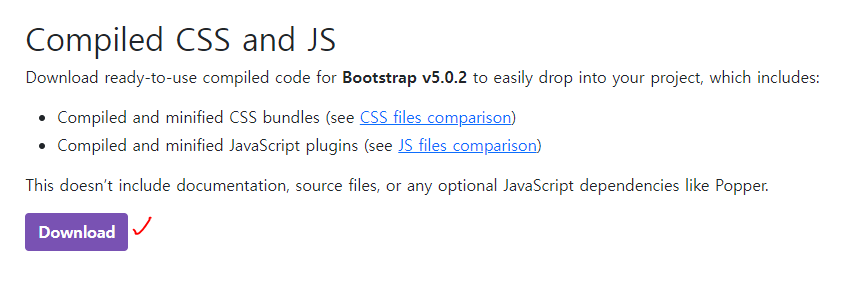 Compiled CSS and JS
Download ready-to-use compiled code for Bootstrap v5.0.2 to easily drop into your project, which includes:
• Compiled and minified CSS bundles (see CSS files comparison)
• Compiled and minified JavaScript plugins (see JS files comparison)
This doesn't include documentation, source files, or any optional JavaScript dependencies like Popper.
Download